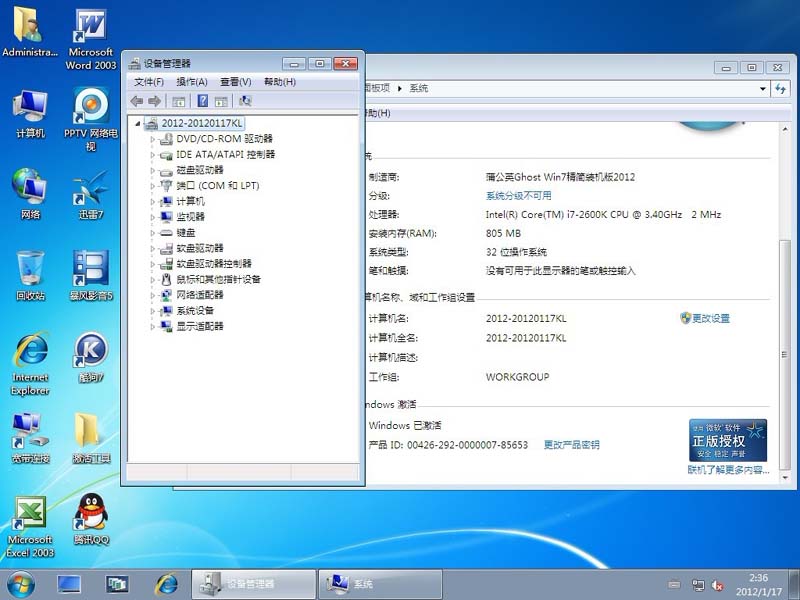 Administra...
Microsoft
Word 2003
计算机
PPTV 网络电
视
网络
迅雷7
回收站
暴风影音5
Internet
Explorer
酷狗7
宽带连接
激活工具
Microsoft
Excel 2003
腾讯QQ
设备管理器
文件(F) 操作(A) 查看(V) 帮助(H)
2012-20120117KL
DVD/CD-ROM 驱动器
IDE ATA/ATAPI 控制器
磁盘驱动器
端口 (COM 和 LPT)
计算机
监视器
键盘
软盘驱动器
软盘驱动器控制器
鼠标和其他指针设备
网络适配器
系统设备
显示适配器
面板项 ▸ 系统
帮助(H)
统
制造商: 蒲公英Ghost Win7精简装机版2012
分级: 系统分级不可用
处理器: Intel(R) Core(TM) i7-2600K CPU @ 3.40GHz 2 MHz
安装内存(RAM): 805 MB
系统类型: 32 位操作系统
笔和触摸: 没有可用于此显示器的笔或触控输入
算机名称、域和工作组设置
计算机名: 2012-20120117KL 更改设置
计算机全名: 2012-20120117KL
计算机描述:
工作组: WORKGROUP
ndows 激活
Windows 已激活
产品 ID: 00426-292-0000007-85653 更改产品密钥
使用 微软 软件
正版授权
安全 稳定 声誉
联机了解更多内容...
设备管理器
系统
2:36
2012/1/17